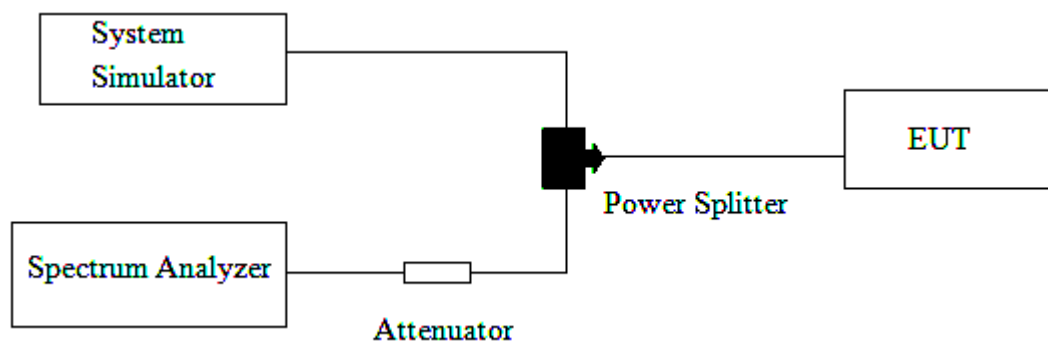 System
Simulator
EUT
Power Splitter
Spectrum Analyzer
Attenuator